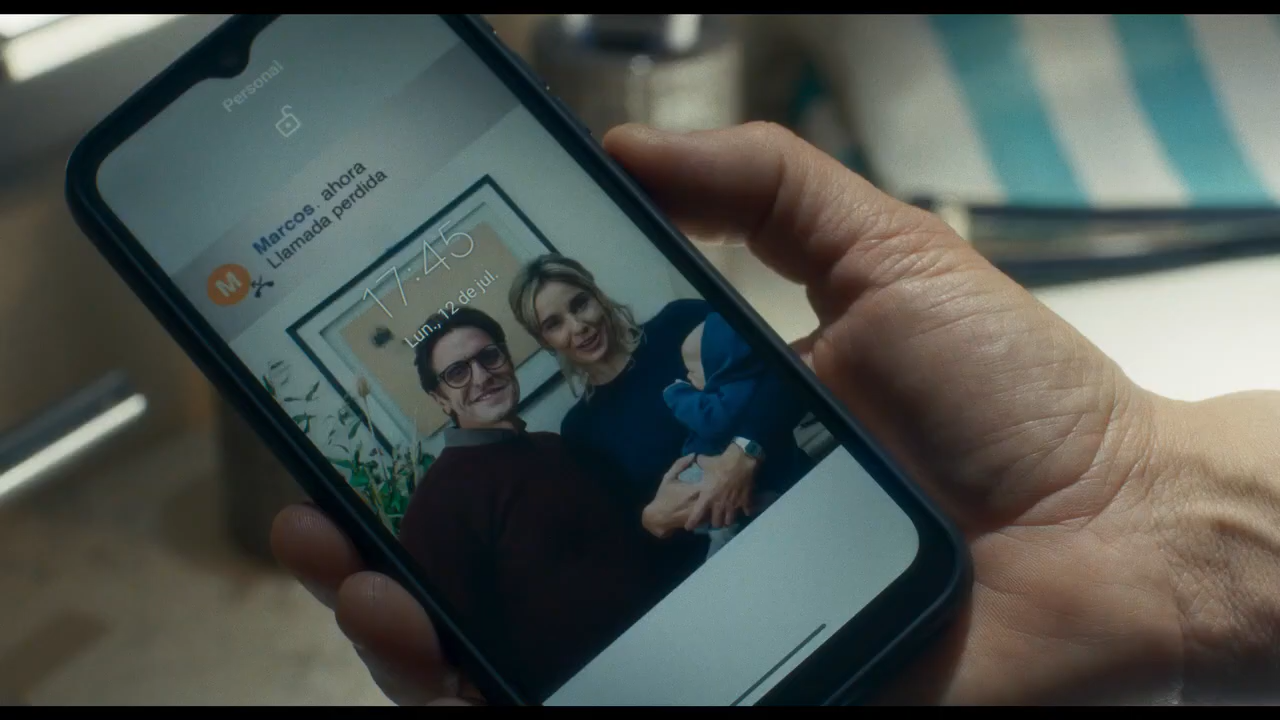 Personal
Marcos. ahora
Llamada perdida
M
17:45
Lun., 12 de jul.